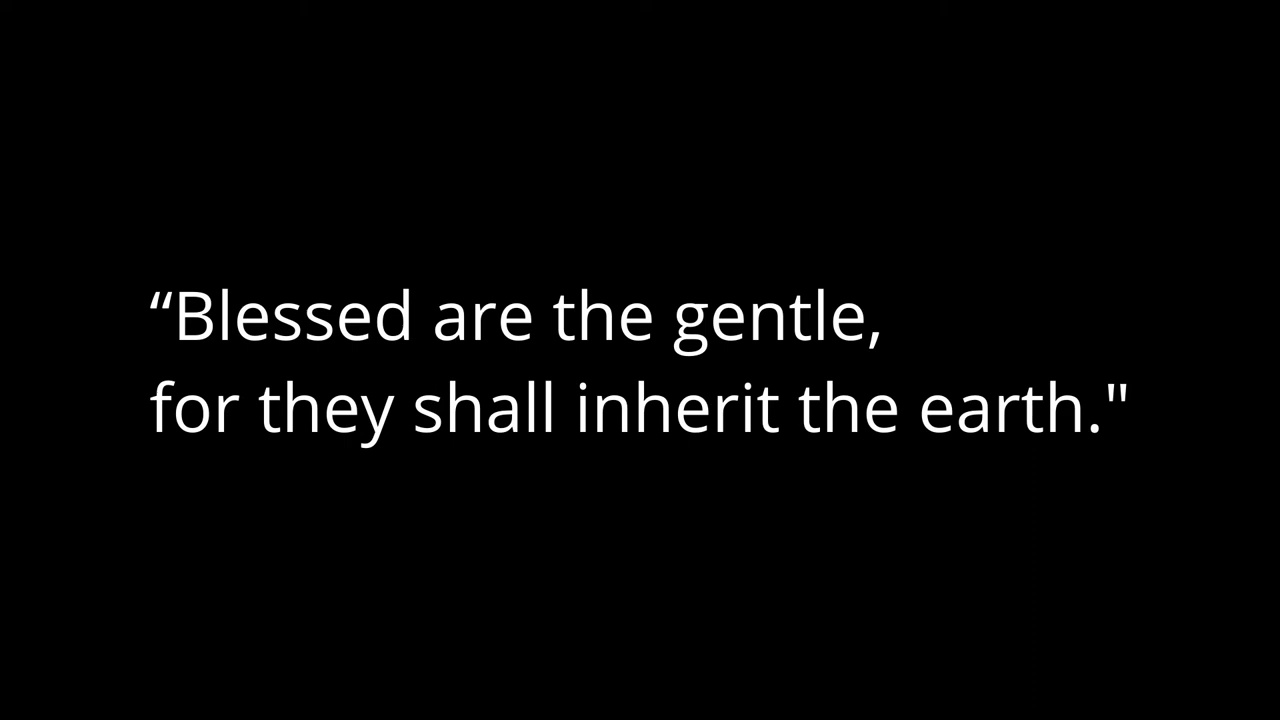 “Blessed are the gentle,
for they shall inherit the earth."